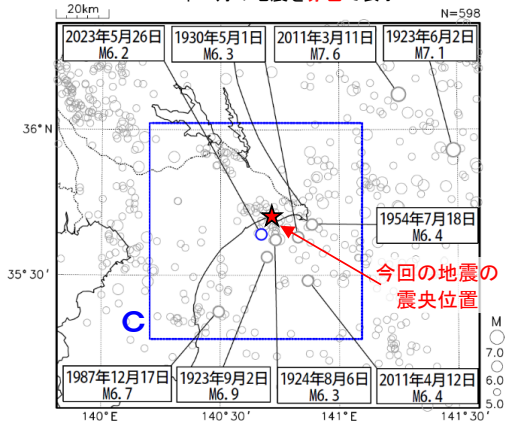 20km
N=598
2023年5月26日
M6.2
1930年5月1日
M6.3
2011年3月11日
M7.6
1923年6月2日
M7.1
36°N
1954年7月18日
M6.4
今回の地震の
震央位置
35°30′
C
M
7.0
6.0
5.0
1987年12月17日
M6.7
1923年9月2日
M6.9
1924年8月6日
M6.3
2011年4月12日
M6.4
140°E
140°30′
141°E
141°30′